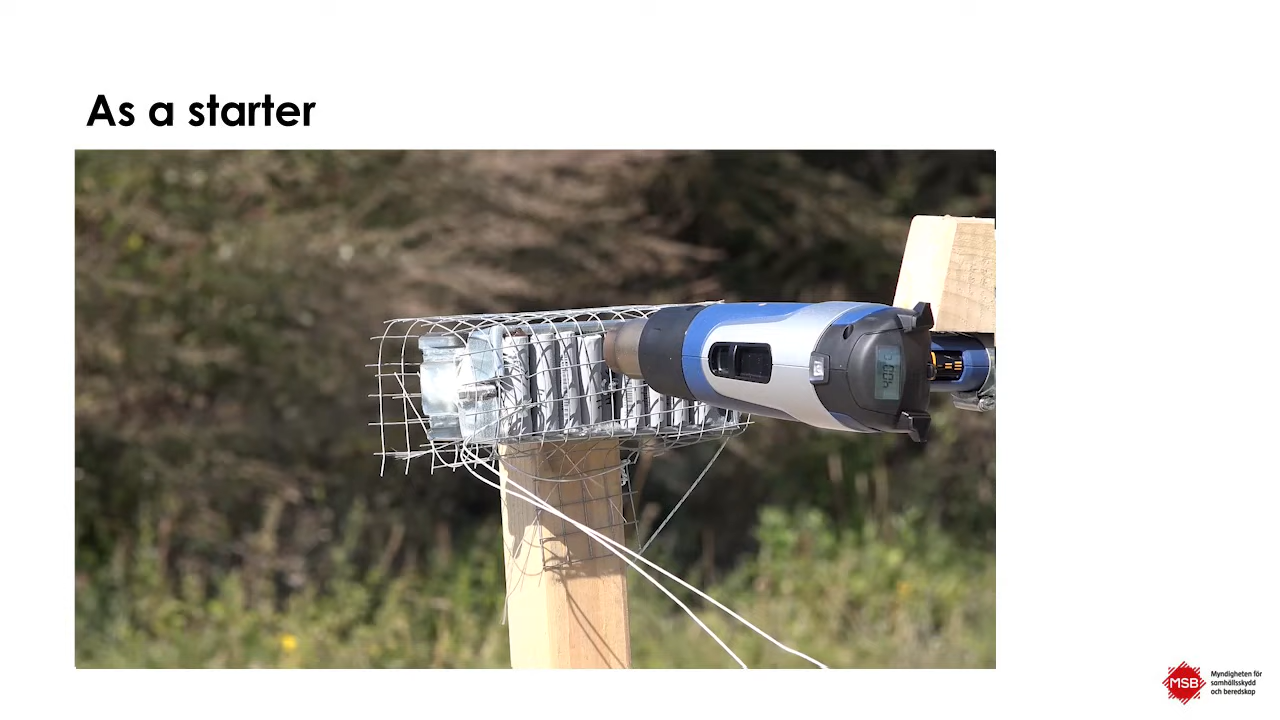 As a starter
MSB
Myndigheten för
samhällsskydd
och beredskap